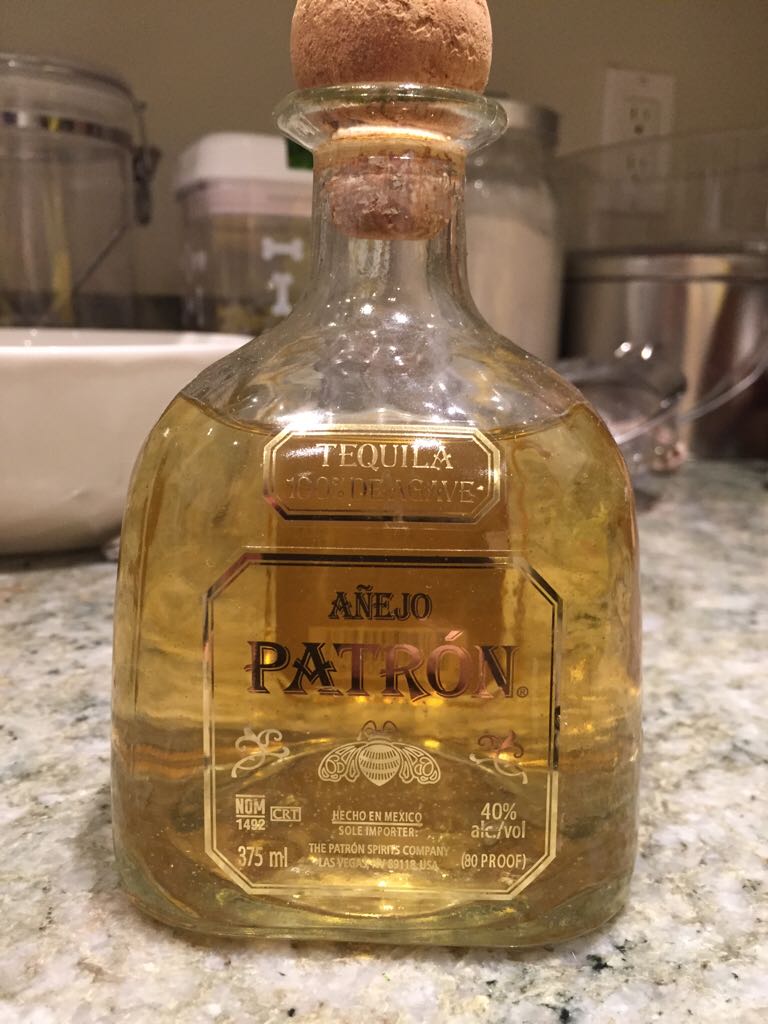 TEQUILA
100% DE AGAVE
AÑEJO
PATRÓN®
NOM
1492
CRT
HECHO EN MEXICO
SOLE IMPORTER:
THE PATRÓN SPIRITS COMPANY
LAS VEGAS, NV 89118, USA
375 ml
40%
alc/vol
(80 PROOF)